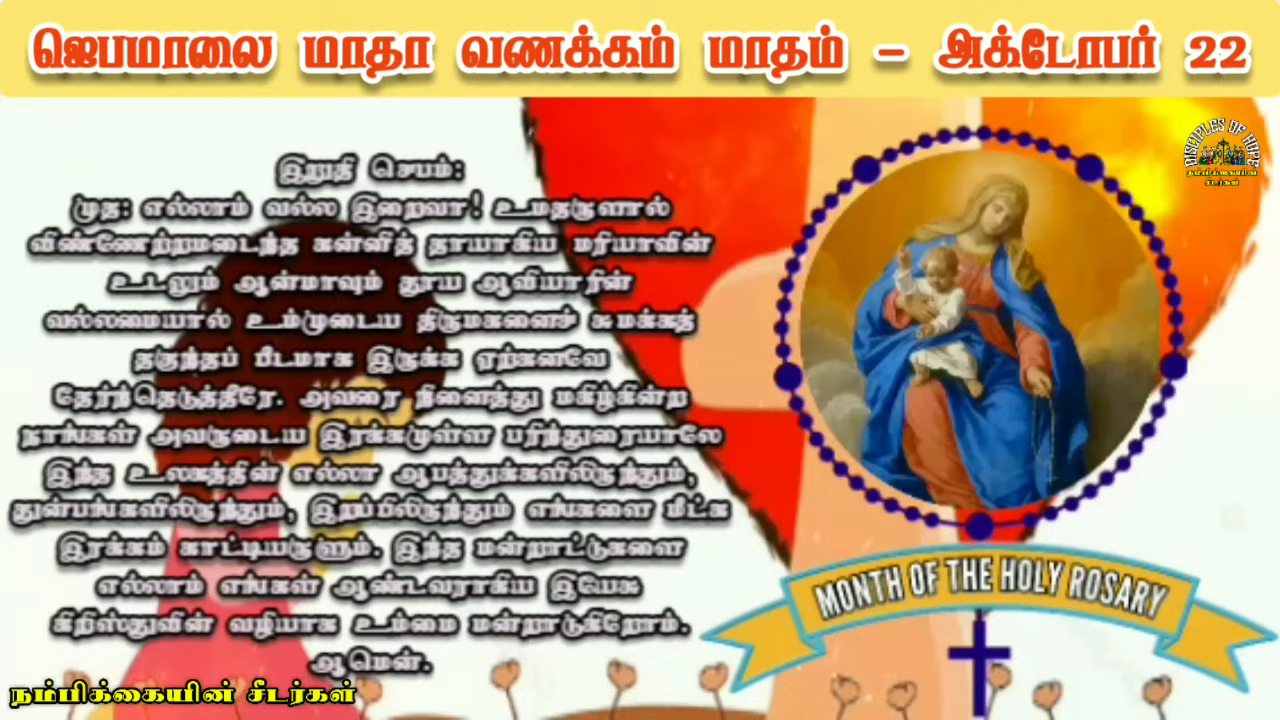 ஜெபமாலை மாதா வணக்கம் மாதம் - அக்டோபர் 22
DISCIPLES OF HOPE
நம்பிக்கையின்
சீடர்கள்
இறுதி செபம்:
முத: எல்லாம் வல்ல இறைவா! உமதருளால்
விண்ணேற்றமடைந்த கன்னித் தாயாகிய மரியாவின்
உடலும் ஆன்மாவும் தூய ஆவியாரின்
வல்லமையால் உம்முடைய திருமகனைச் சுமக்கத்
தகுந்தப் பீடமாக இருக்க ஏற்கனவே
தேர்ந்தெடுத்தீரே. அவரை நினைத்து மகிழ்கின்ற
நாங்கள் அவருடைய இரக்கமுள்ள பரிந்துரையாலே
இந்த உலகத்தின் எல்லா ஆபத்துக்களிலிருந்தும்,
துன்பங்களிலிருந்தும், இறப்பிலிருந்தும் எங்களை மீட்க
இரக்கம் காட்டியருளும். இந்த மன்றாட்டுகளை
எல்லாம் எங்கள் ஆண்டவராகிய இயேசு
கிறிஸ்துவின் வழியாக உம்மை மன்றாடுகிறோம்.
ஆமென்.
MONTH OF THE HOLY ROSARY
நம்பிக்கையின் சீடர்கள்